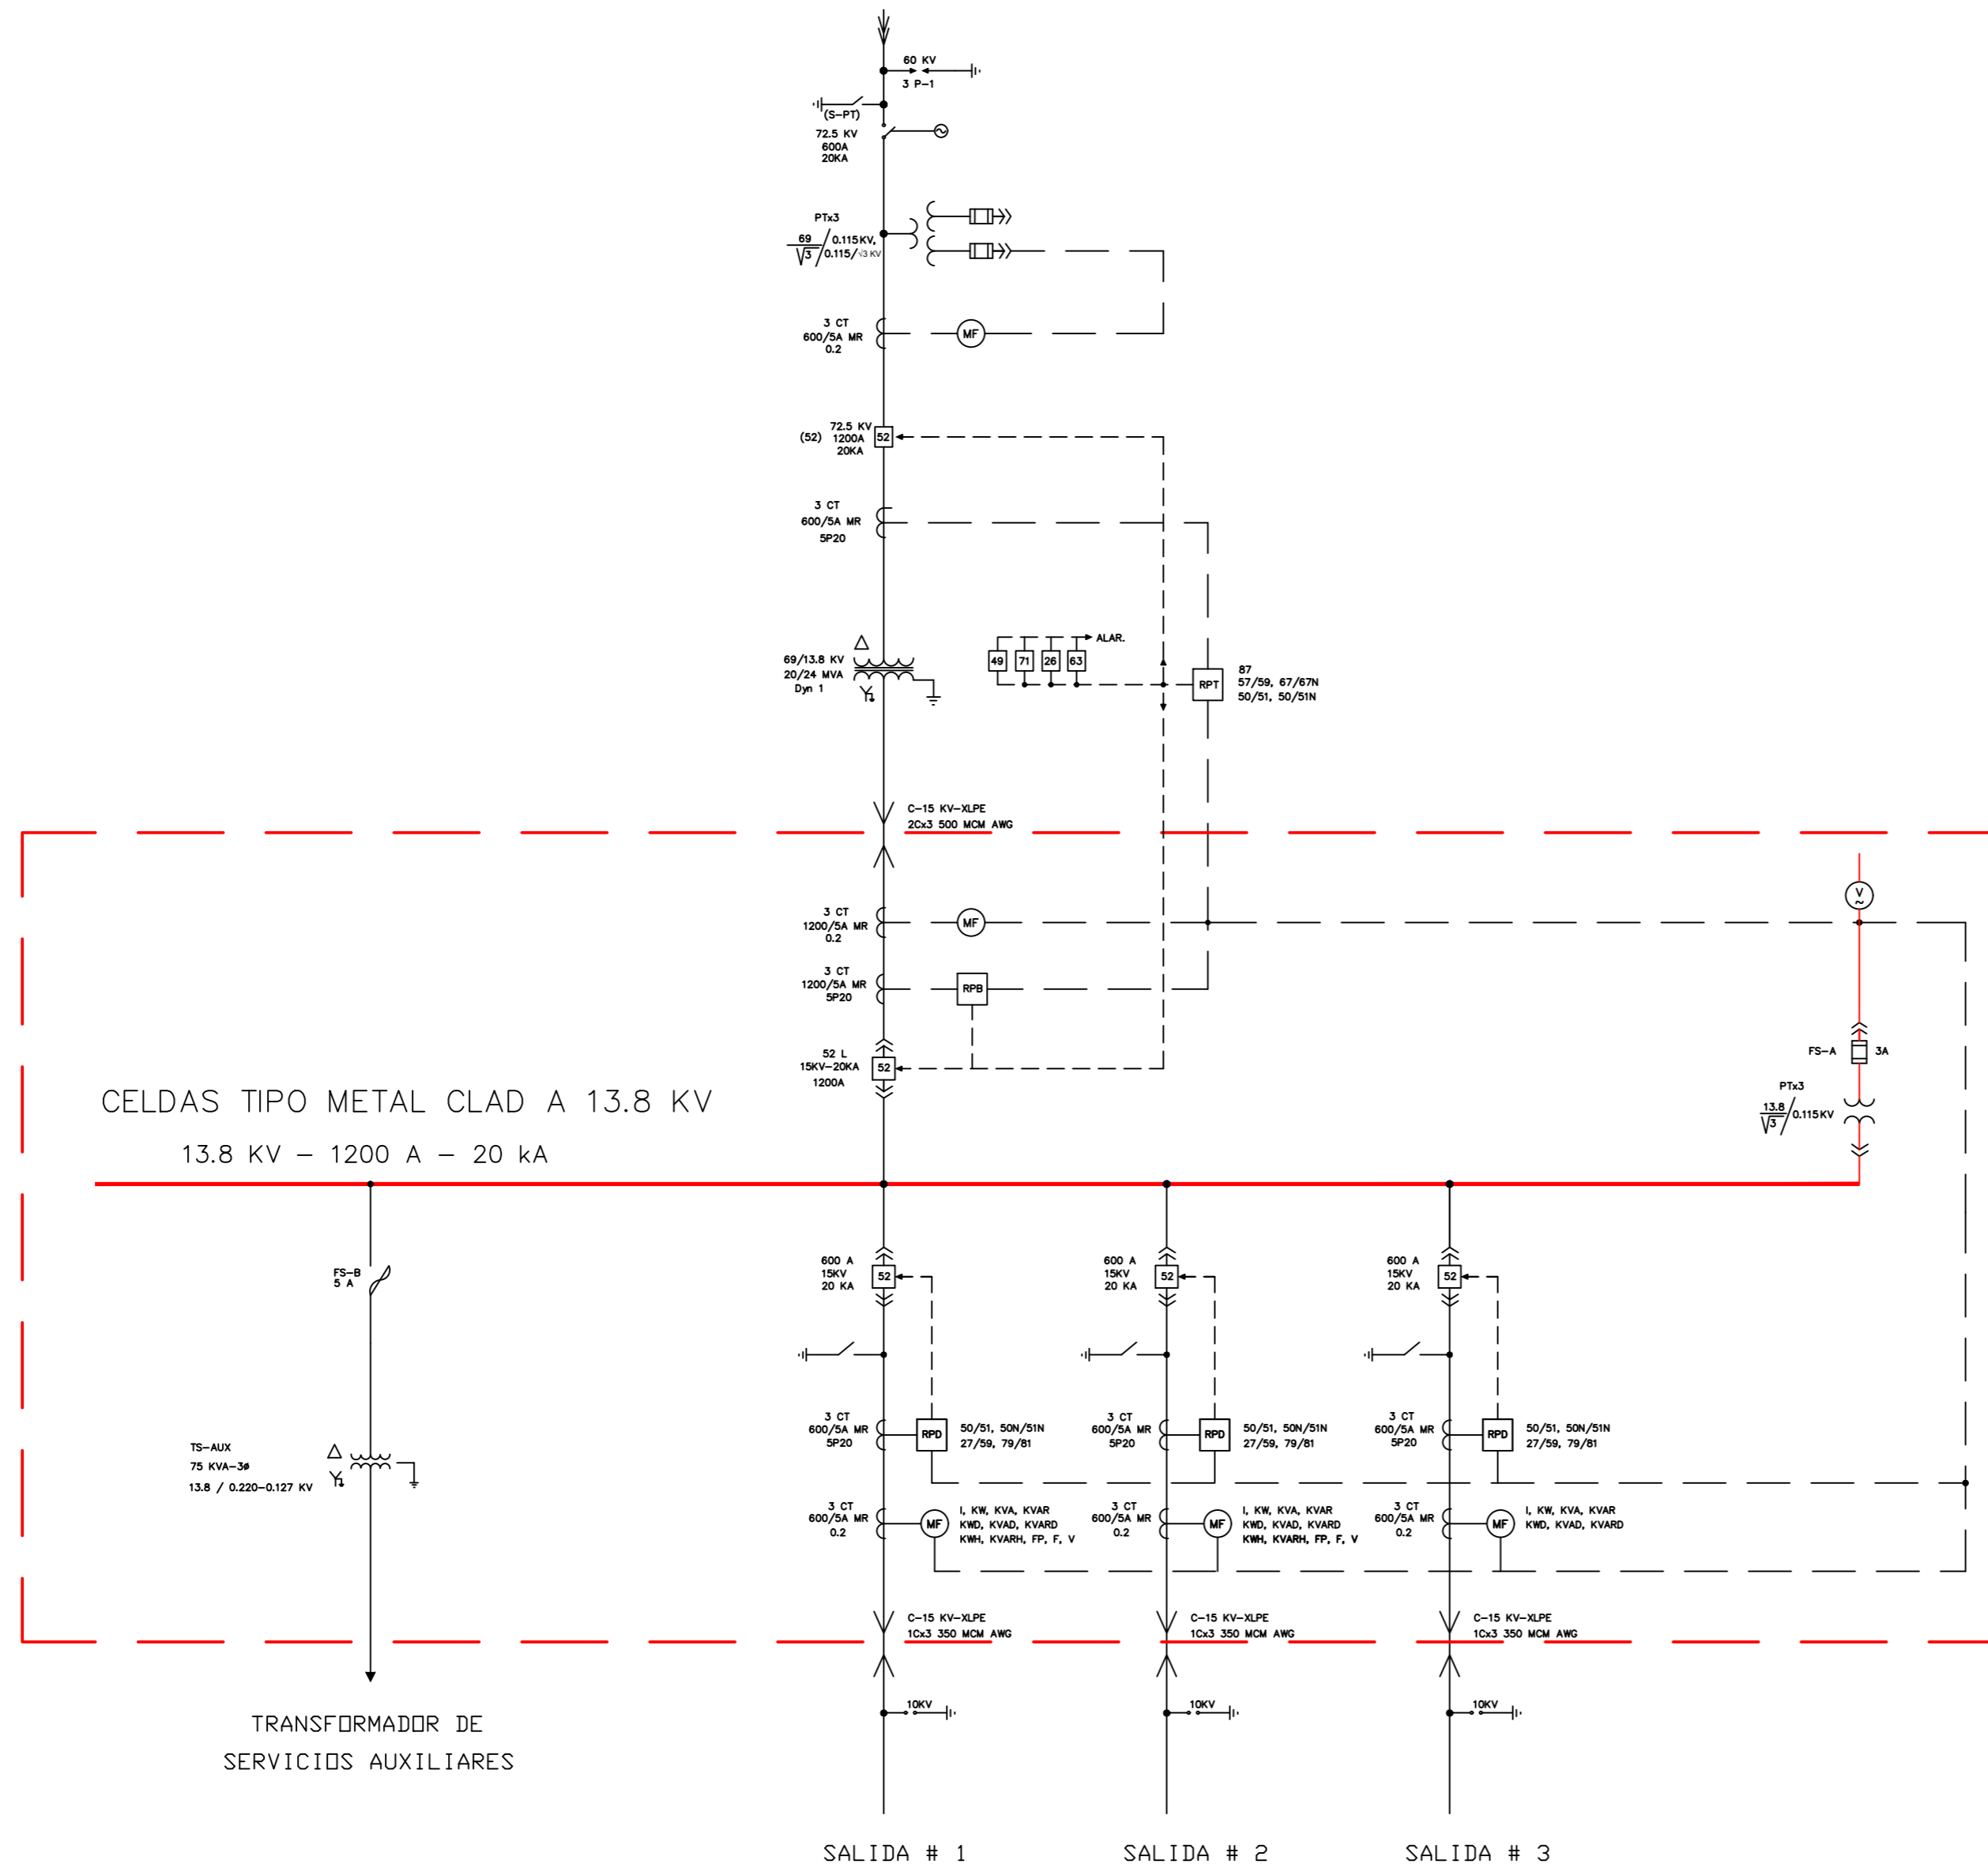 60 KV
3 P-1
(S-PT)
72.5 KV
600A
20KA
PTx3
69/√3 / 0.115KV,
0.115/√3 KV
3 CT
600/5A MR
0.2
MF
72.5 KV
(52) 1200A
20KA
52
3 CT
600/5A MR
5P20
69/13.8 KV
20/24 MVA
Dyn 1
49 71 26 63
ALAR.
RPT
87
57/59, 67/67N
50/51, 50/51N
C-15 KV-XLPE
2Cx3 500 MCM AWG
3 CT
1200/5A MR
0.2
MF
V
~
3 CT
1200/5A MR
5P20
RPB
52 L
15KV-20KA
1200A
52
FS-A
3A
PTx3
13.8/√3 / 0.115KV
CELDAS TIPO METAL CLAD A 13.8 KV
13.8 KV - 1200 A - 20 kA
FS-B
5 A
TS-AUX
75 KVA-3ø
13.8 / 0.220-0.127 KV
TRANSFORMADOR DE
SERVICIOS AUXILIARES
600 A
15KV
20 KA
52
3 CT
600/5A MR
5P20
RPD
50/51, 50N/51N
27/59, 79/81
3 CT
600/5A MR
0.2
MF
I, KW, KVA, KVAR
KWD, KVAD, KVARD
KWH, KVARH, FP, F, V
C-15 KV-XLPE
1Cx3 350 MCM AWG
10KV
SALIDA # 1
600 A
15KV
20 KA
52
3 CT
600/5A MR
5P20
RPD
50/51, 50N/51N
27/59, 79/81
3 CT
600/5A MR
0.2
MF
I, KW, KVA, KVAR
KWD, KVAD, KVARD
KWH, KVARH, FP, F, V
C-15 KV-XLPE
1Cx3 350 MCM AWG
10KV
SALIDA # 2
600 A
15KV
20 KA
52
3 CT
600/5A MR
5P20
RPD
50/51, 50N/51N
27/59, 79/81
3 CT
600/5A MR
0.2
MF
I, KW, KVA, KVAR
KWD, KVAD, KVARD
C-15 KV-XLPE
1Cx3 350 MCM AWG
10KV
SALIDA # 3